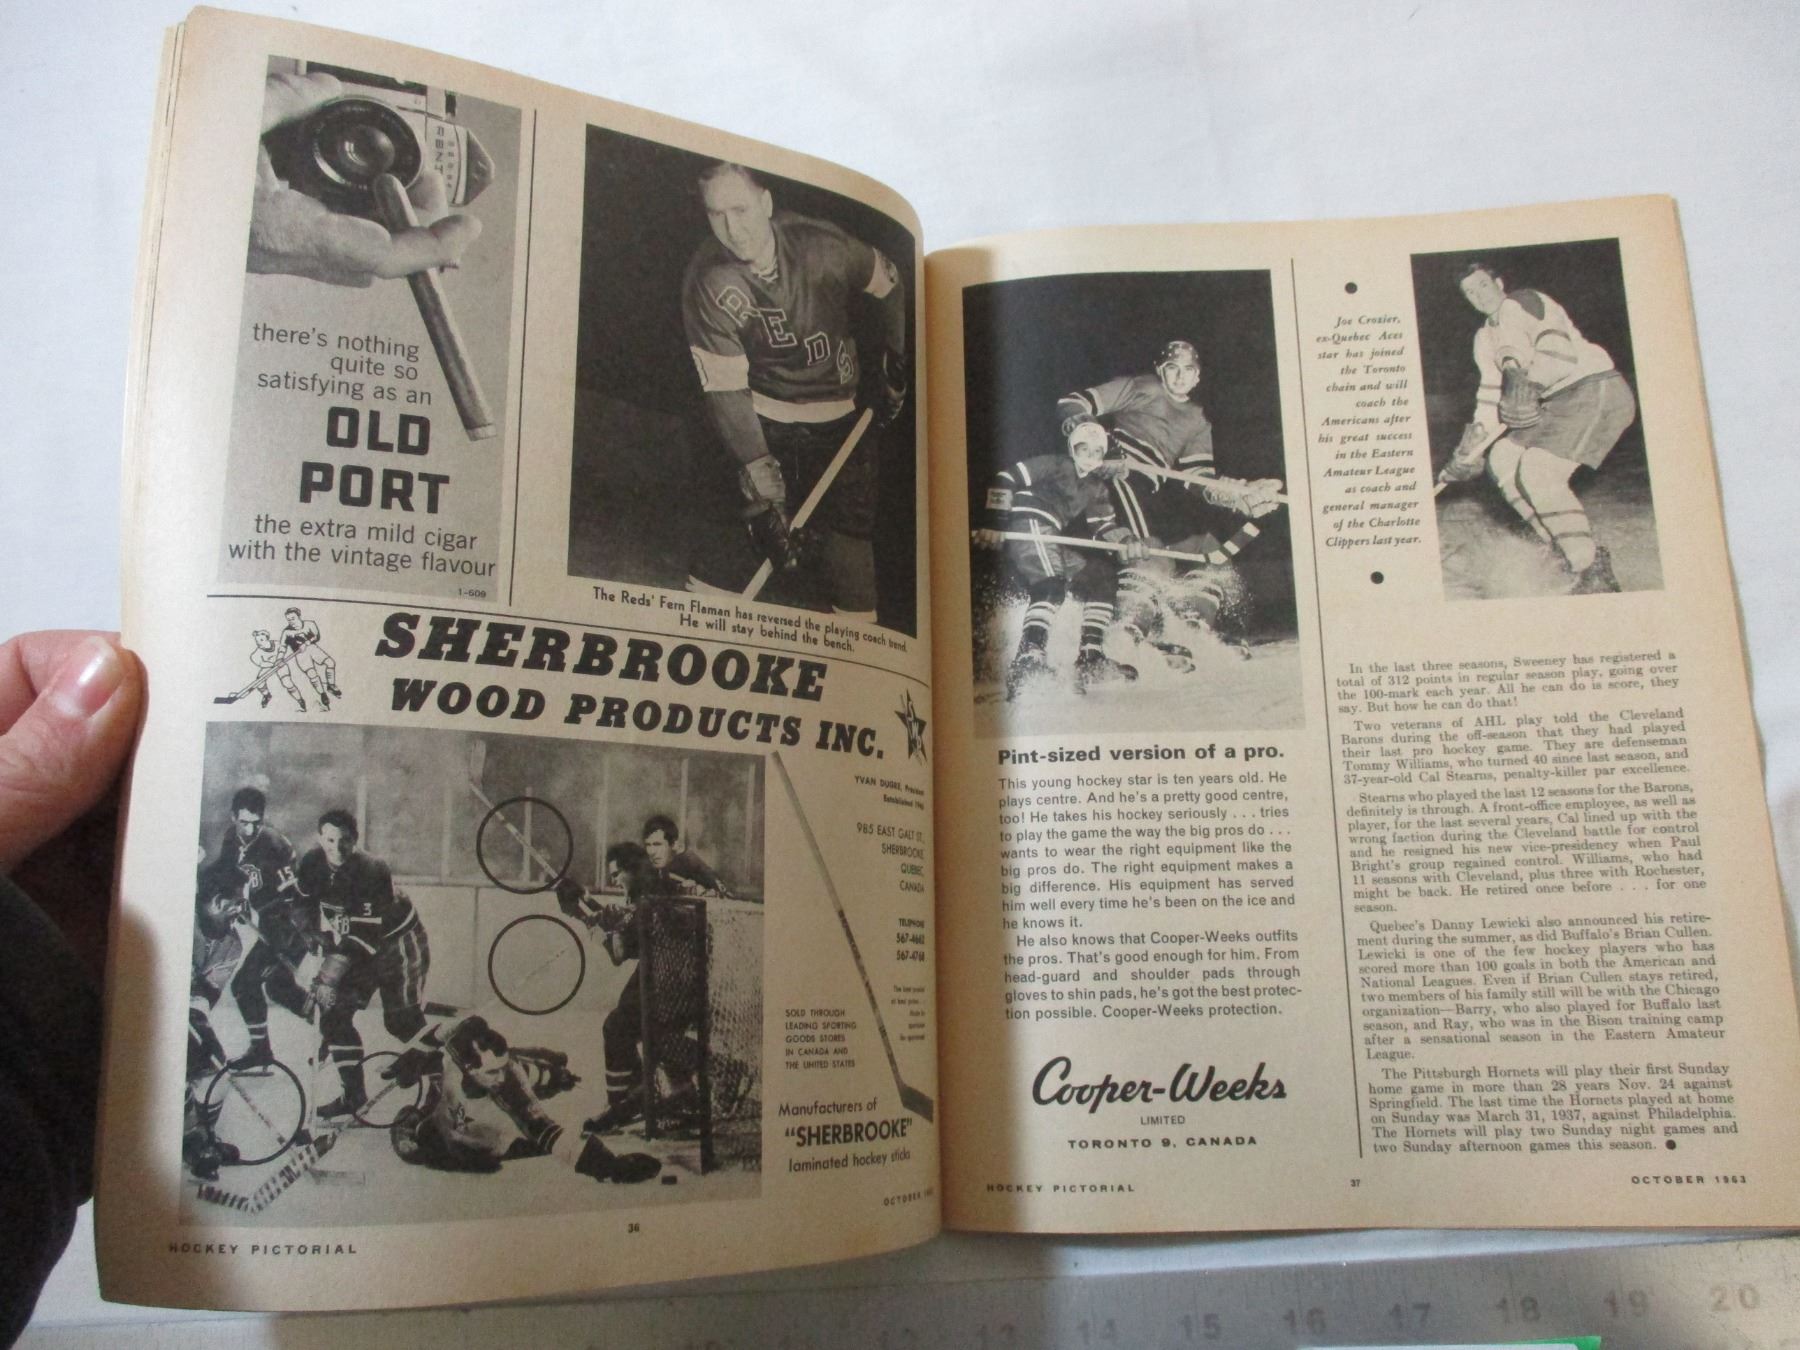 there's nothing
quite so
satisfying as an
OLD
PORT
the extra mild cigar
with the vintage flavour
1-609
REDS
The Reds' Fern Flaman has reversed the playing coach trend.
He will stay behind the bench.
SHERBROOKE
WOOD PRODUCTS INC.
YVAN DUGRE, President
Established 1946
985 EAST GALT ST.
SHERBROOKE,
QUEBEC
CANADA
TELEPHONE
567-4662
567-4768
15
3
SOLD THROUGH
LEADING SPORTING
GOODS STORES
IN CANADA AND
THE UNITED STATES
Manufacturers of
"SHERBROOKE"
laminated hockey sticks
OCTOBER
36
HOCKEY PICTORIAL
Pint-sized version of a pro.
This young hockey star is ten years old. He
plays centre. And he's a pretty good centre,
too! He takes his hockey seriously . . . tries
to play the game the way the big pros do . . .
wants to wear the right equipment like the
big pros do. The right equipment makes a
big difference. His equipment has served
him well every time he's been on the ice and
he knows it.
He also knows that Cooper-Weeks outfits
the pros. That's good enough for him. From
head-guard and shoulder pads through
gloves to shin pads, he's got the best protec-
tion possible. Cooper-Weeks protection.
Cooper-Weeks
LIMITED
TORONTO 9, CANADA
HOCKEY PICTORIAL
Joe Crozier,
ex-Quebec Aces
star has joined
the Toronto
chain and will
coach the
Americans after
his great success
in the Eastern
Amateur League
as coach and
general manager
of the Charlotte
Clippers last year.
In the last three seasons, Sweeney has registered a
total of 312 points in regular season play, going over
the 100-mark each year. All he can do is score, they
say. But how he can do that!
Two veterans of AHL play told the Cleveland
Barons during the off-season that they had played
their last pro hockey game. They are defenseman
Tommy Williams, who turned 40 since last season, and
37-year-old Cal Stearns, penalty-killer par excellence.
Stearns who played the last 12 seasons for the Barons,
definitely is through. A front-office employee, as well as
player, for the last several years, Cal lined up with the
wrong faction during the Cleveland battle for control
and he resigned his new vice-presidency when Paul
Bright's group regained control. Williams, who had
11 seasons with Cleveland, plus three with Rochester,
might be back. He retired once before . . . for one
season.
Quebec's Danny Lewicki also announced his retire-
ment during the summer, as did Buffalo's Brian Cullen.
Lewicki is one of the few hockey players who has
scored more than 100 goals in both the American and
National Leagues. Even if Brian Cullen stays retired,
two members of his family still will be with the Chicago
organization—Barry, who also played for Buffalo last
season, and Ray, who was in the Bison training camp
after a sensational season in the Eastern Amateur
League.
The Pittsburgh Hornets will play their first Sunday
home game in more than 28 years Nov. 24 against
Springfield. The last time the Hornets played at home
on Sunday was March 31, 1937, against Philadelphia.
The Hornets will play two Sunday night games and
two Sunday afternoon games this season.
37
OCTOBER 1963
14 15 16 17 18 19 20